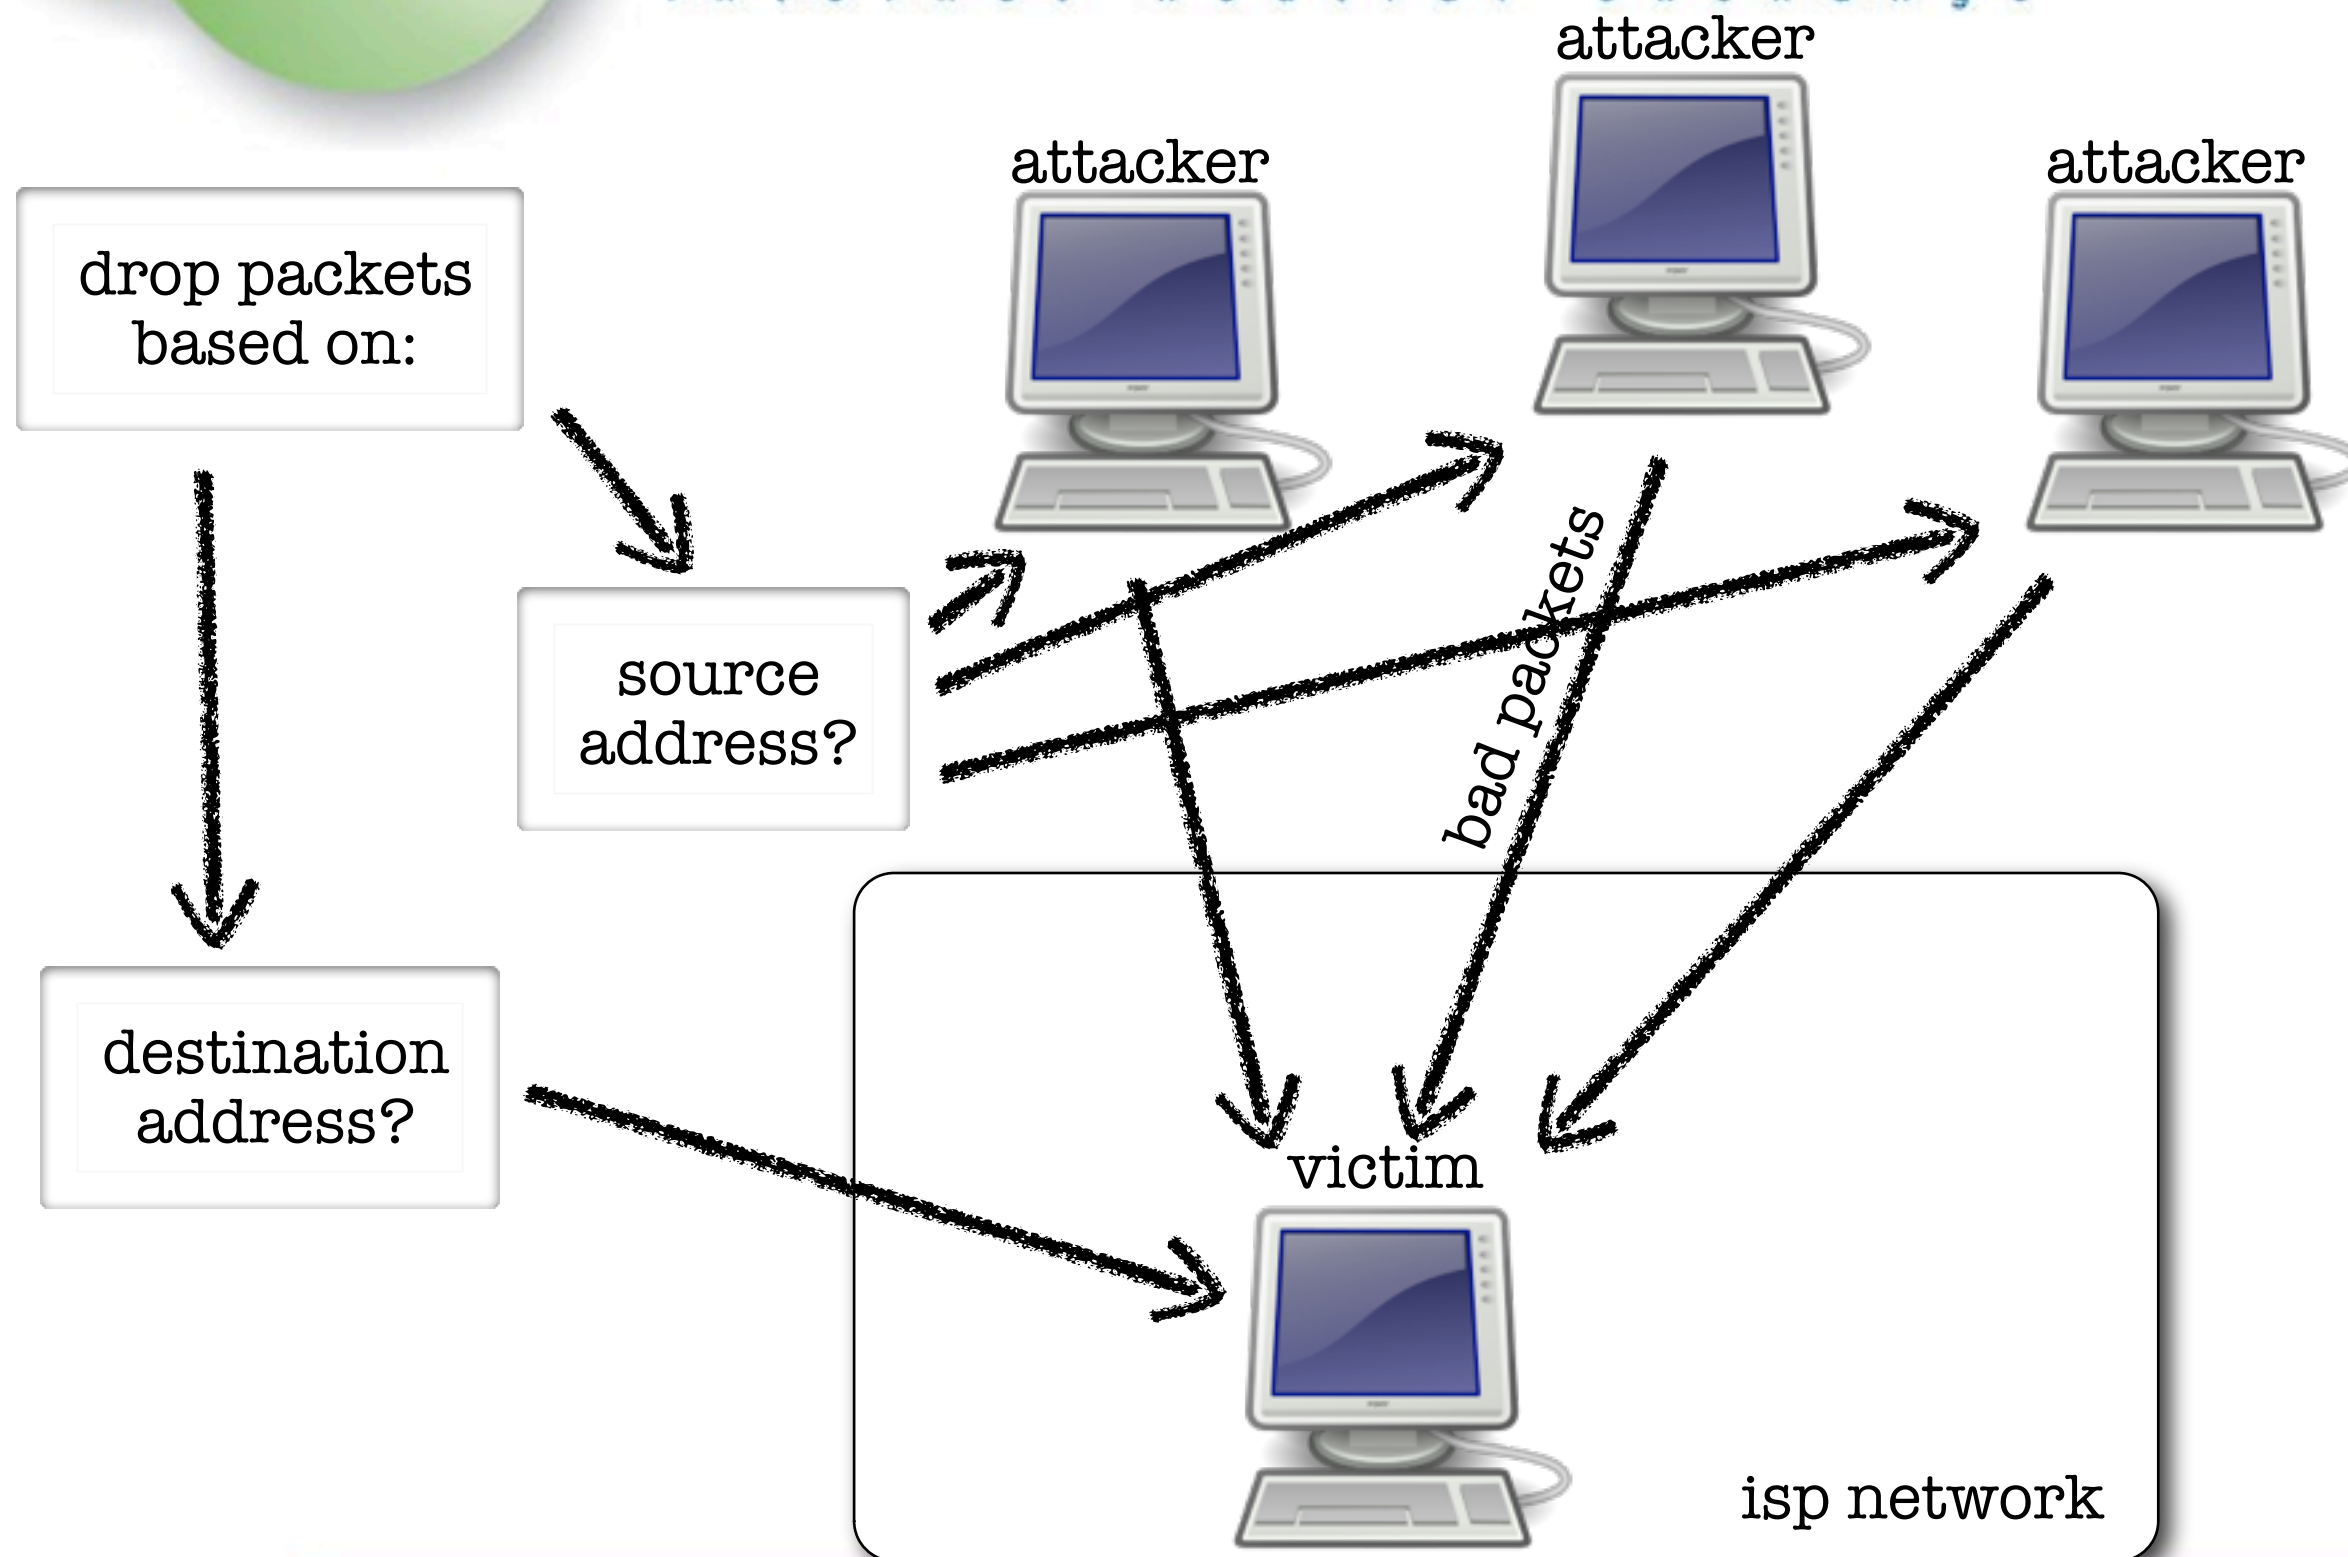 attacker
attacker
attacker
drop packets
based on:
source
address?
bad packets
destination
address?
victim
isp network